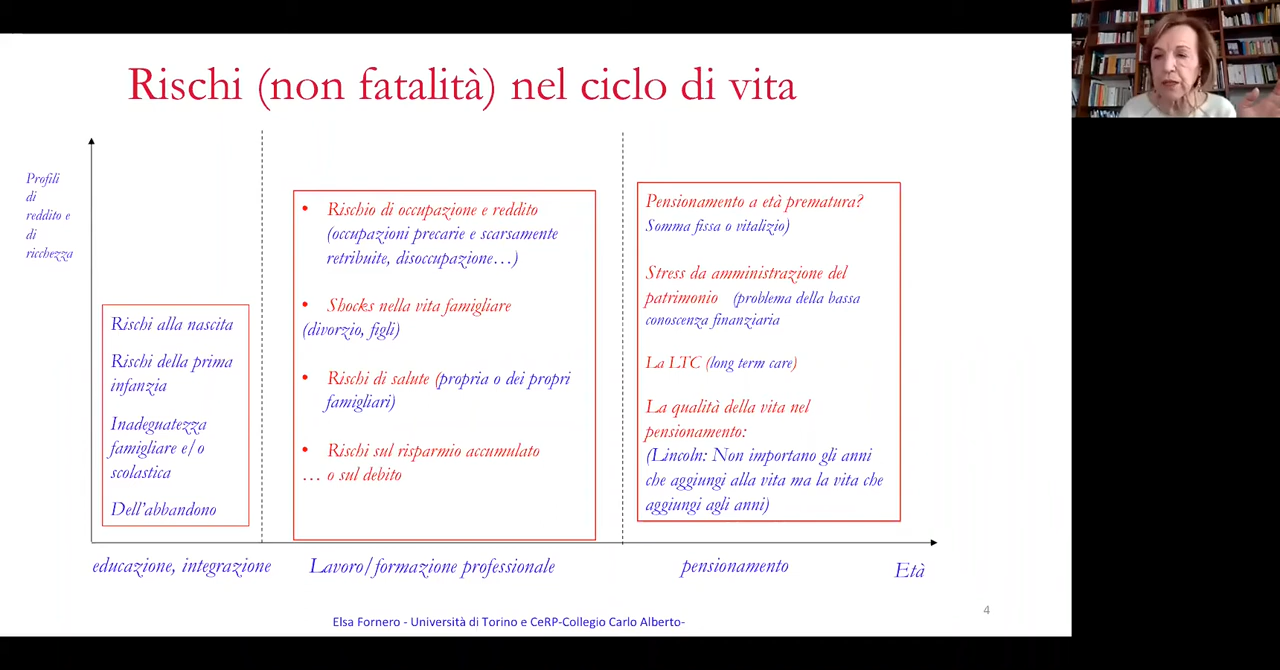 Rischi (non fatalità) nel ciclo di vita
Profili
di
reddito e
di
ricchezza
Rischi alla nascita
Rischi della prima
infanzia
Inadeguatezza
famigliare e/o
scolastica
Dell'abbandono
• Rischio di occupazione e reddito
(occupazioni precarie e scarsamente
retribuite, disoccupazione…)
• Shocks nella vita famigliare
(divorzio, figli)
• Rischi di salute (propria o dei propri
famigliari)
• Rischi sul risparmio accumulato
… o sul debito
Pensionamento a età prematura?
Somma fissa o vitalizio)
Stress da amministrazione del
patrimonio (problema della bassa
conoscenza finanziaria
La LTC (long term care)
La qualità della vita nel
pensionamento:
(Lincoln: Non importano gli anni
che aggiungi alla vita ma la vita che
aggiungi agli anni)
educazione, integrazione
Lavoro/formazione professionale
pensionamento
Età
4
Elsa Fornero - Università di Torino e CeRP-Collegio Carlo Alberto-